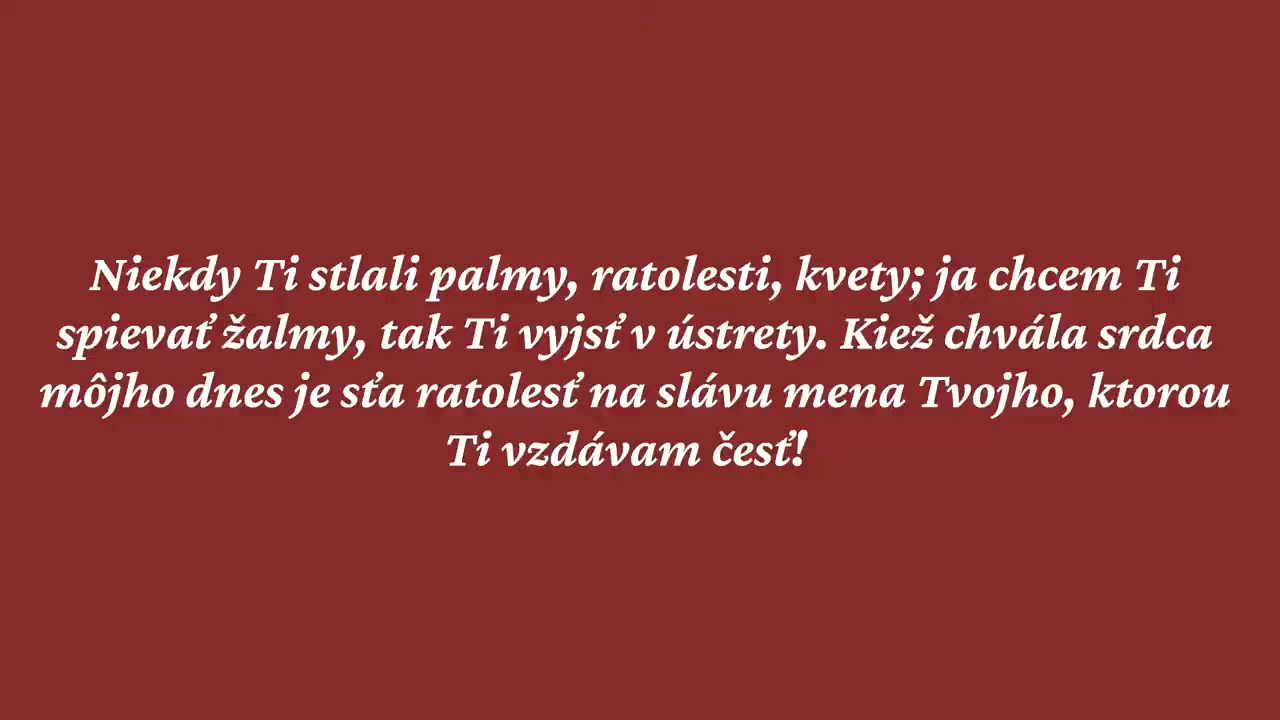 Niekdy Ti stlali palmy, ratolesti, kvety; ja chcem Ti
spievať žalmy, tak Ti vyjsť v ústrety. Kiež chvála srdca
môjho dnes je sťa ratolesť na slávu mena Tvojho, ktorou
Ti vzdávam česť!